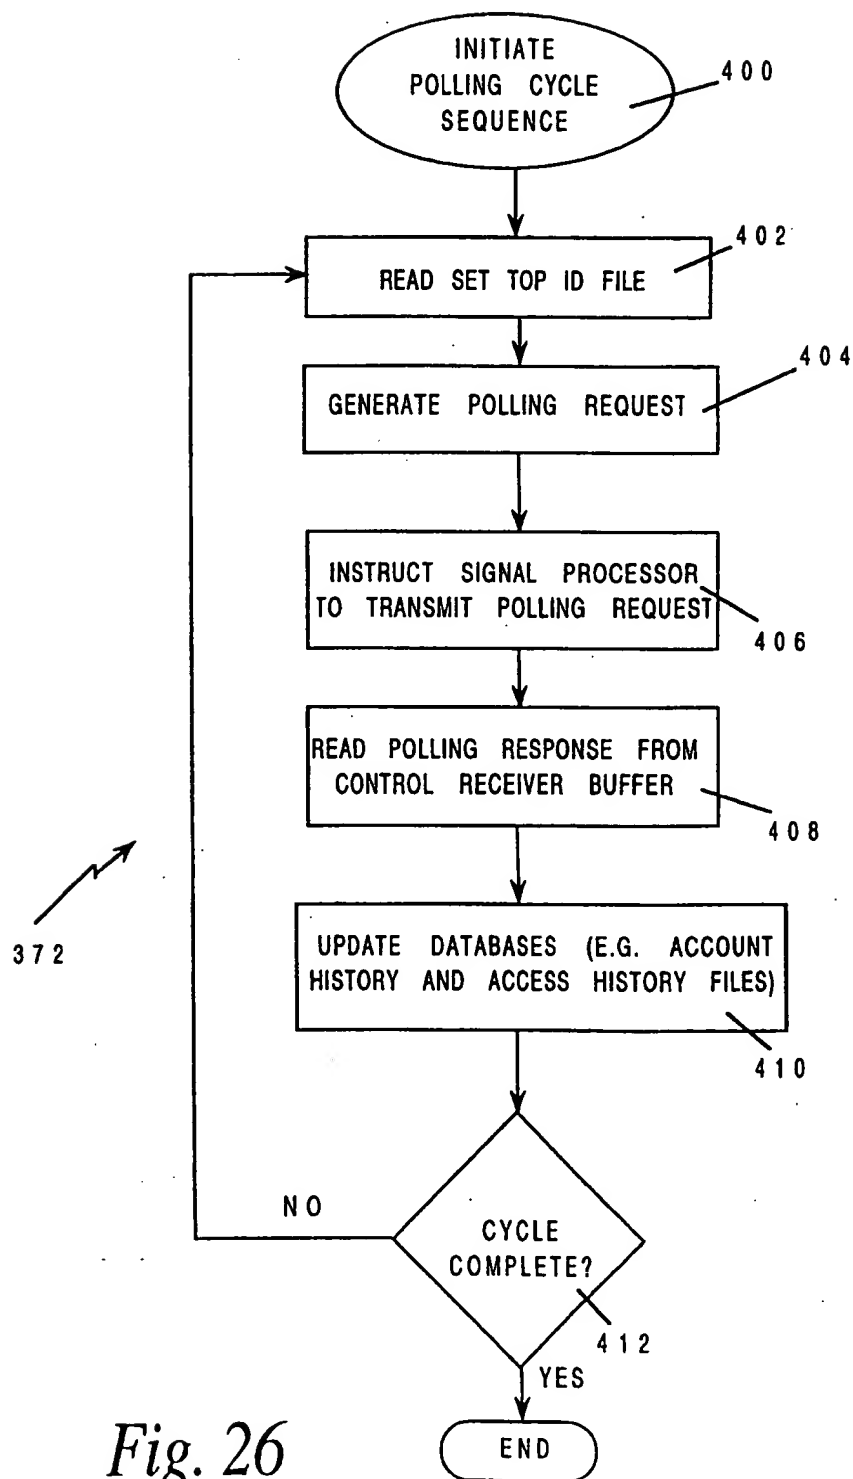 INITIATE
POLLING CYCLE
SEQUENCE
400
402
READ SET TOP ID FILE
404
GENERATE POLLING REQUEST
INSTRUCT SIGNAL PROCESSOR
TO TRANSMIT POLLING REQUEST
406
READ POLLING RESPONSE FROM
CONTROL RECEIVER BUFFER
408
372
UPDATE DATABASES (E.G. ACCOUNT
HISTORY AND ACCESS HISTORY FILES)
410
NO
CYCLE
COMPLETE?
412
YES
END
Fig. 26